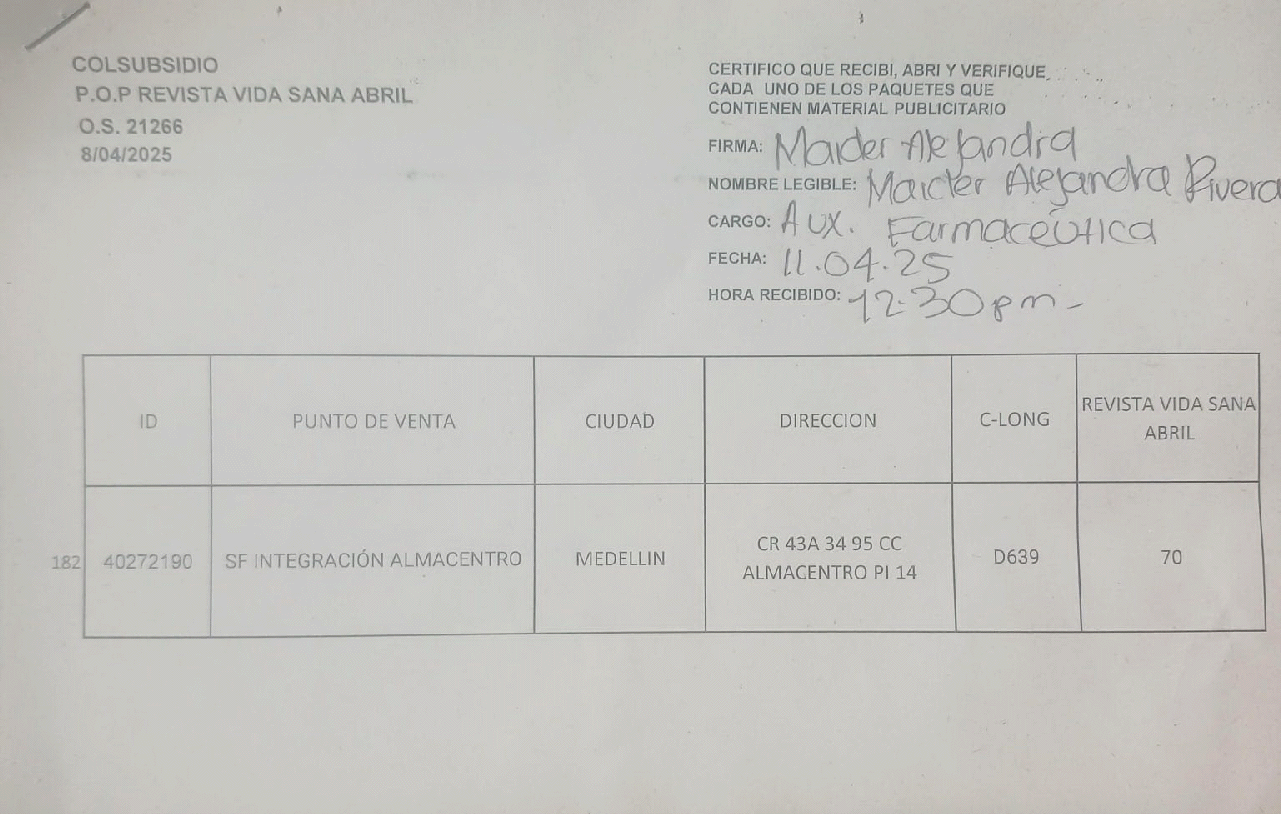 COLSUBSIDIO
P.O.P REVISTA VIDA SANA ABRIL
O.S. 21266
8/04/2025
CERTIFICO QUE RECIBI, ABRI Y VERIFIQUE
CADA UNO DE LOS PAQUETES QUE
CONTIENEN MATERIAL PUBLICITARIO
FIRMA: Maider Alejandra
NOMBRE LEGIBLE: Maider Alejandra Rivera
CARGO: Aux. Farmaceútica
FECHA: 11.04.25
HORA RECIBIDO: 12:30pm-
ID PUNTO DE VENTA CIUDAD DIRECCION C-LONG REVISTA VIDA SANA
ABRIL
182 40272190 SF INTEGRACIÓN ALMACENTRO MEDELLIN CR 43A 34 95 CC D639 70
ALMACENTRO PI 14